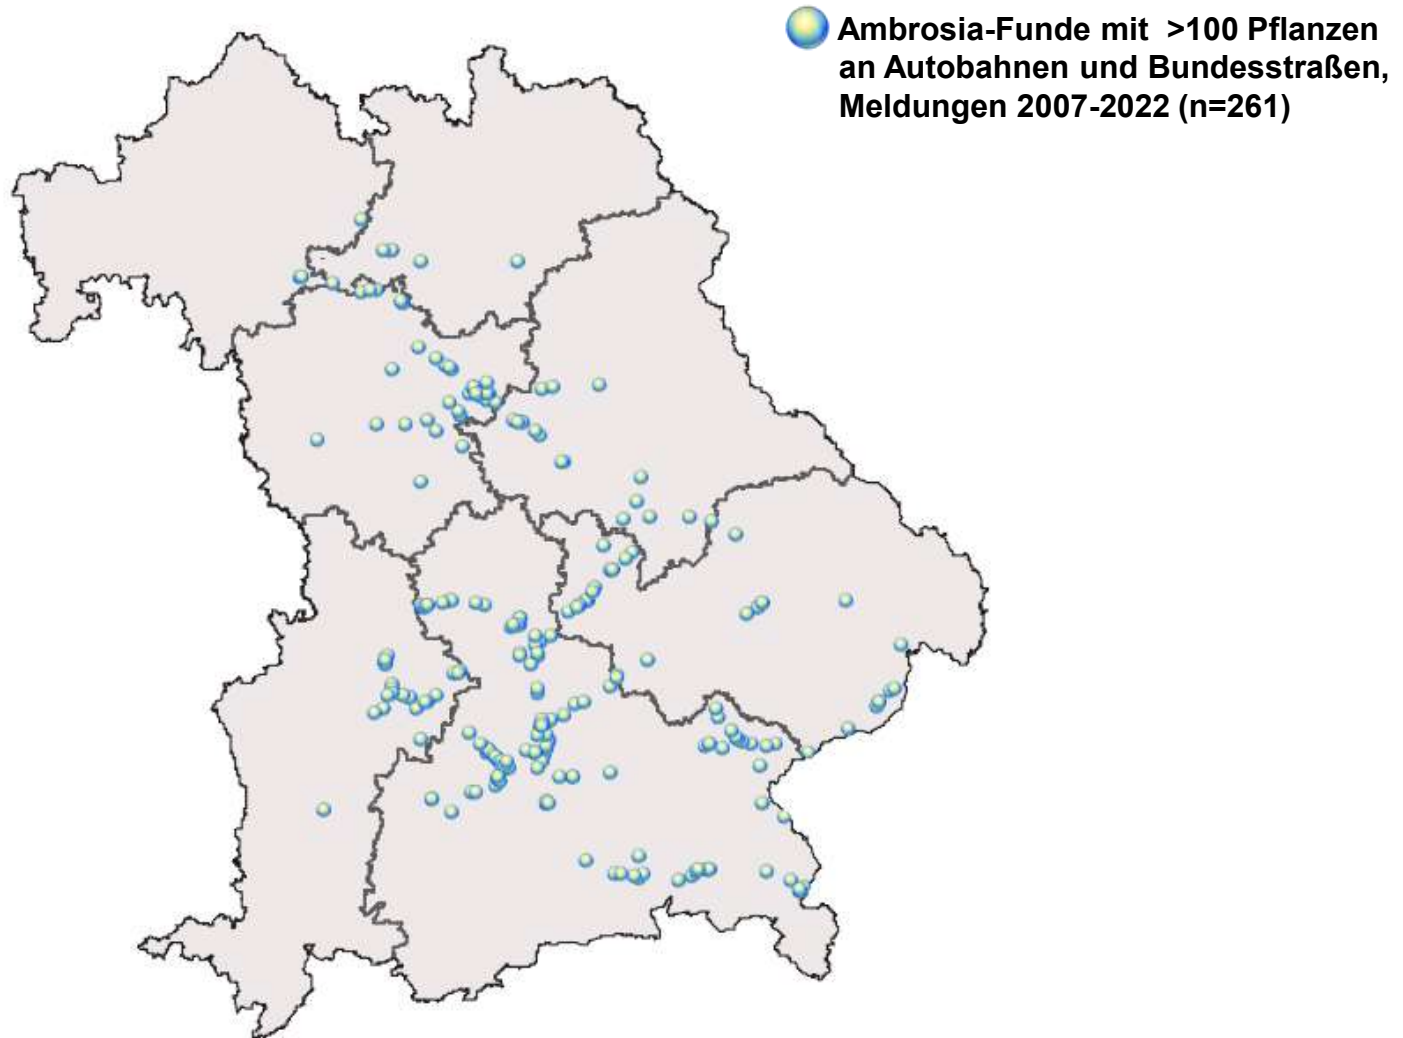 Ambrosia-Funde mit >100 Pflanzen
an Autobahnen und Bundesstraßen,
Meldungen 2007-2022 (n=261)